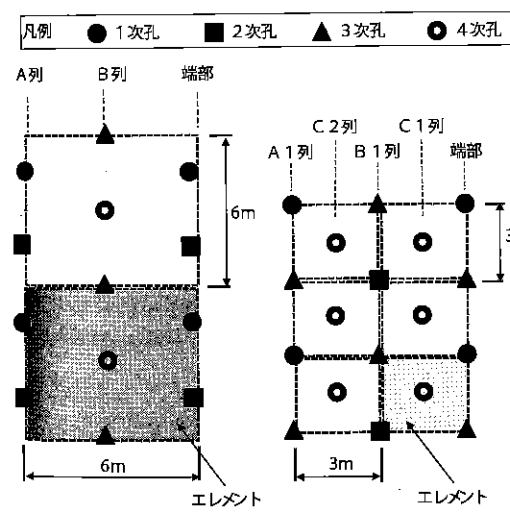 凡例 ● 1次孔 ■ 2次孔 ▲ 3次孔 ◎ 4次孔
A列 B列 端部
C2列 C1列
A1列 B1列 端部
6m
3
6m
3m
エレメント
エレメント